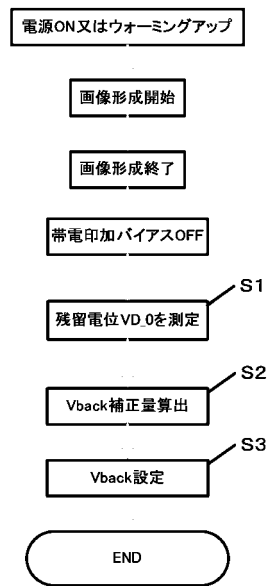 電源ON又はウォーミングアップ
画像形成開始
画像形成終了
帯電印加バイアスOFF
S1
残留電位VD_0を測定
S2
Vback補正量算出
S3
Vback設定
END